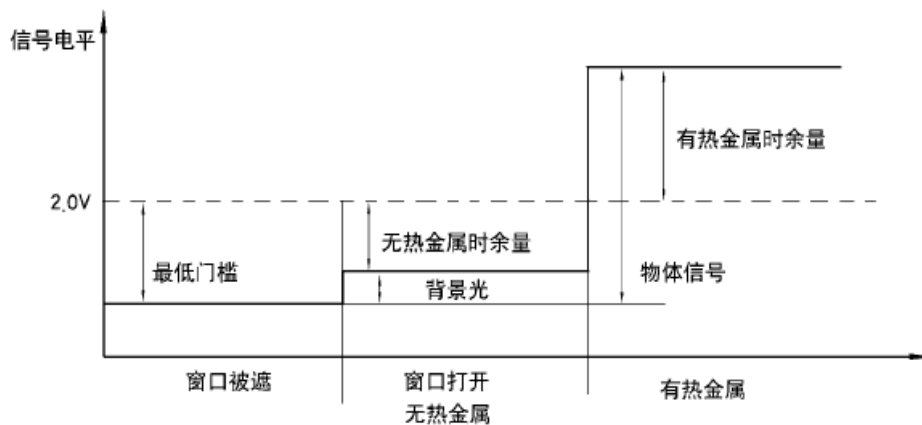 信号电平
有热金属时余量
2.0V
无热金属时余量
最低门槛
物体信号
背景光
窗口被遮
窗口打开
无热金属
有热金属